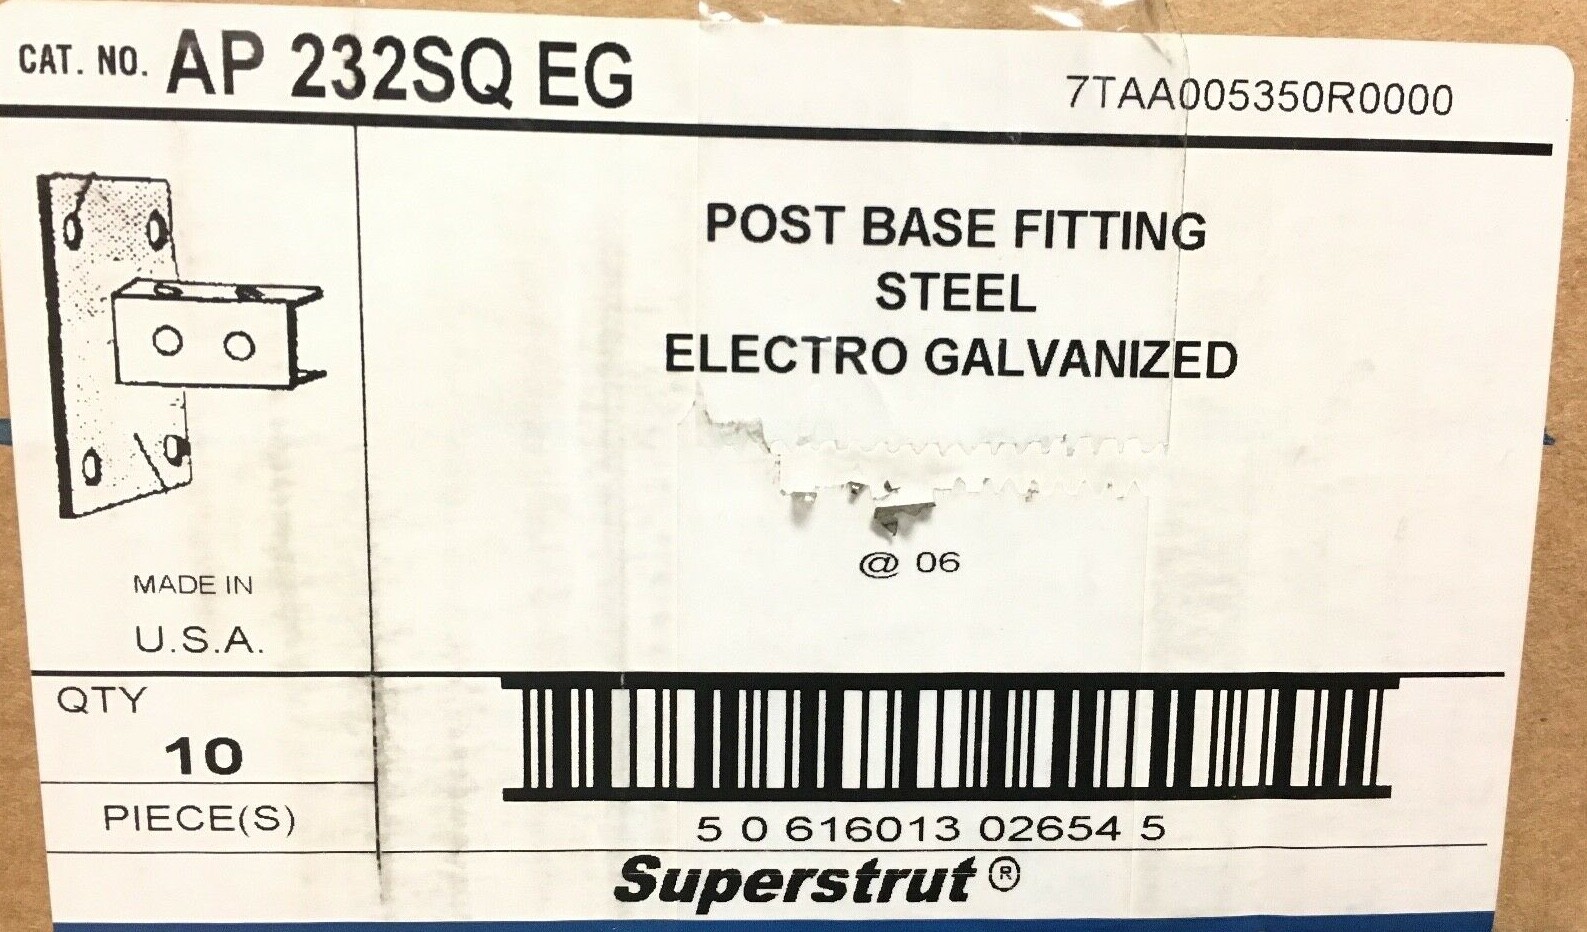 CAT. NO. AP 232SQ EG 7TAA005350R0000
POST BASE FITTING
STEEL
ELECTRO GALVANIZED
@ 06
MADE IN
U.S.A.
QTY
10
PIECE(S)
5 0 616013 02654 5
Superstrut ®